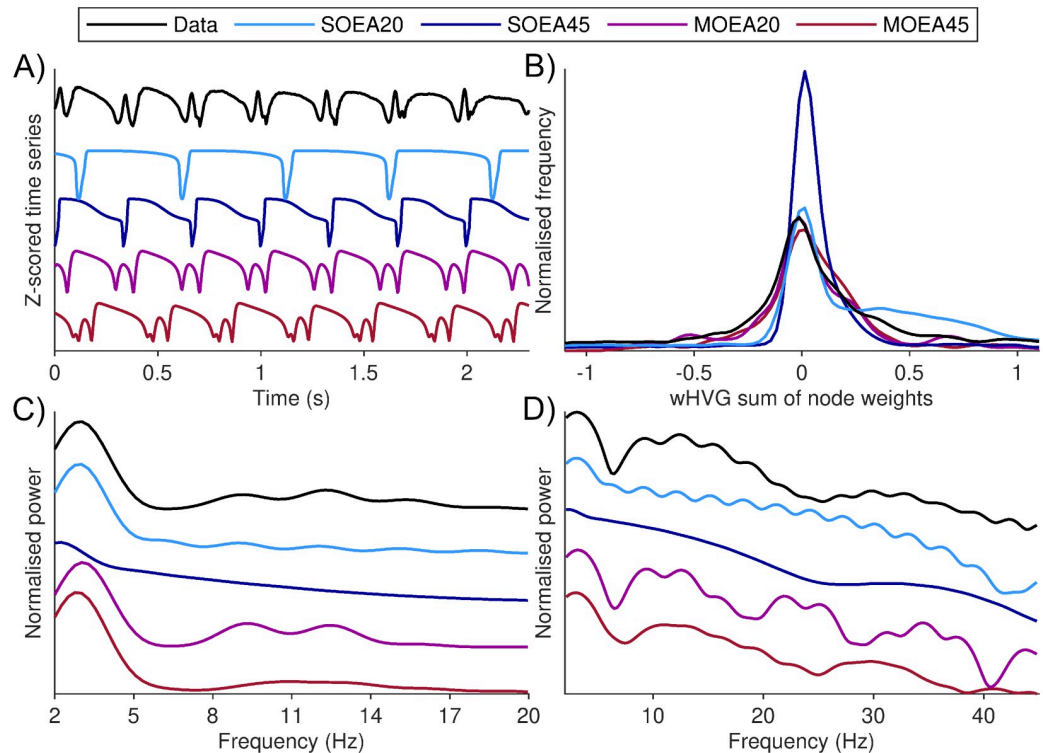 Data SOEA20 SOEA45 MOEA20 MOEA45
A)
Z-scored time series
0 0.5 1 1.5 2
Time (s)
B)
Normalised frequency
-1 -0.5 0 0.5 1
wHVG sum of node weights
C)
Normalised power
2 5 8 11 14 17 20
Frequency (Hz)
D)
Normalised power
10 20 30 40
Frequency (Hz)